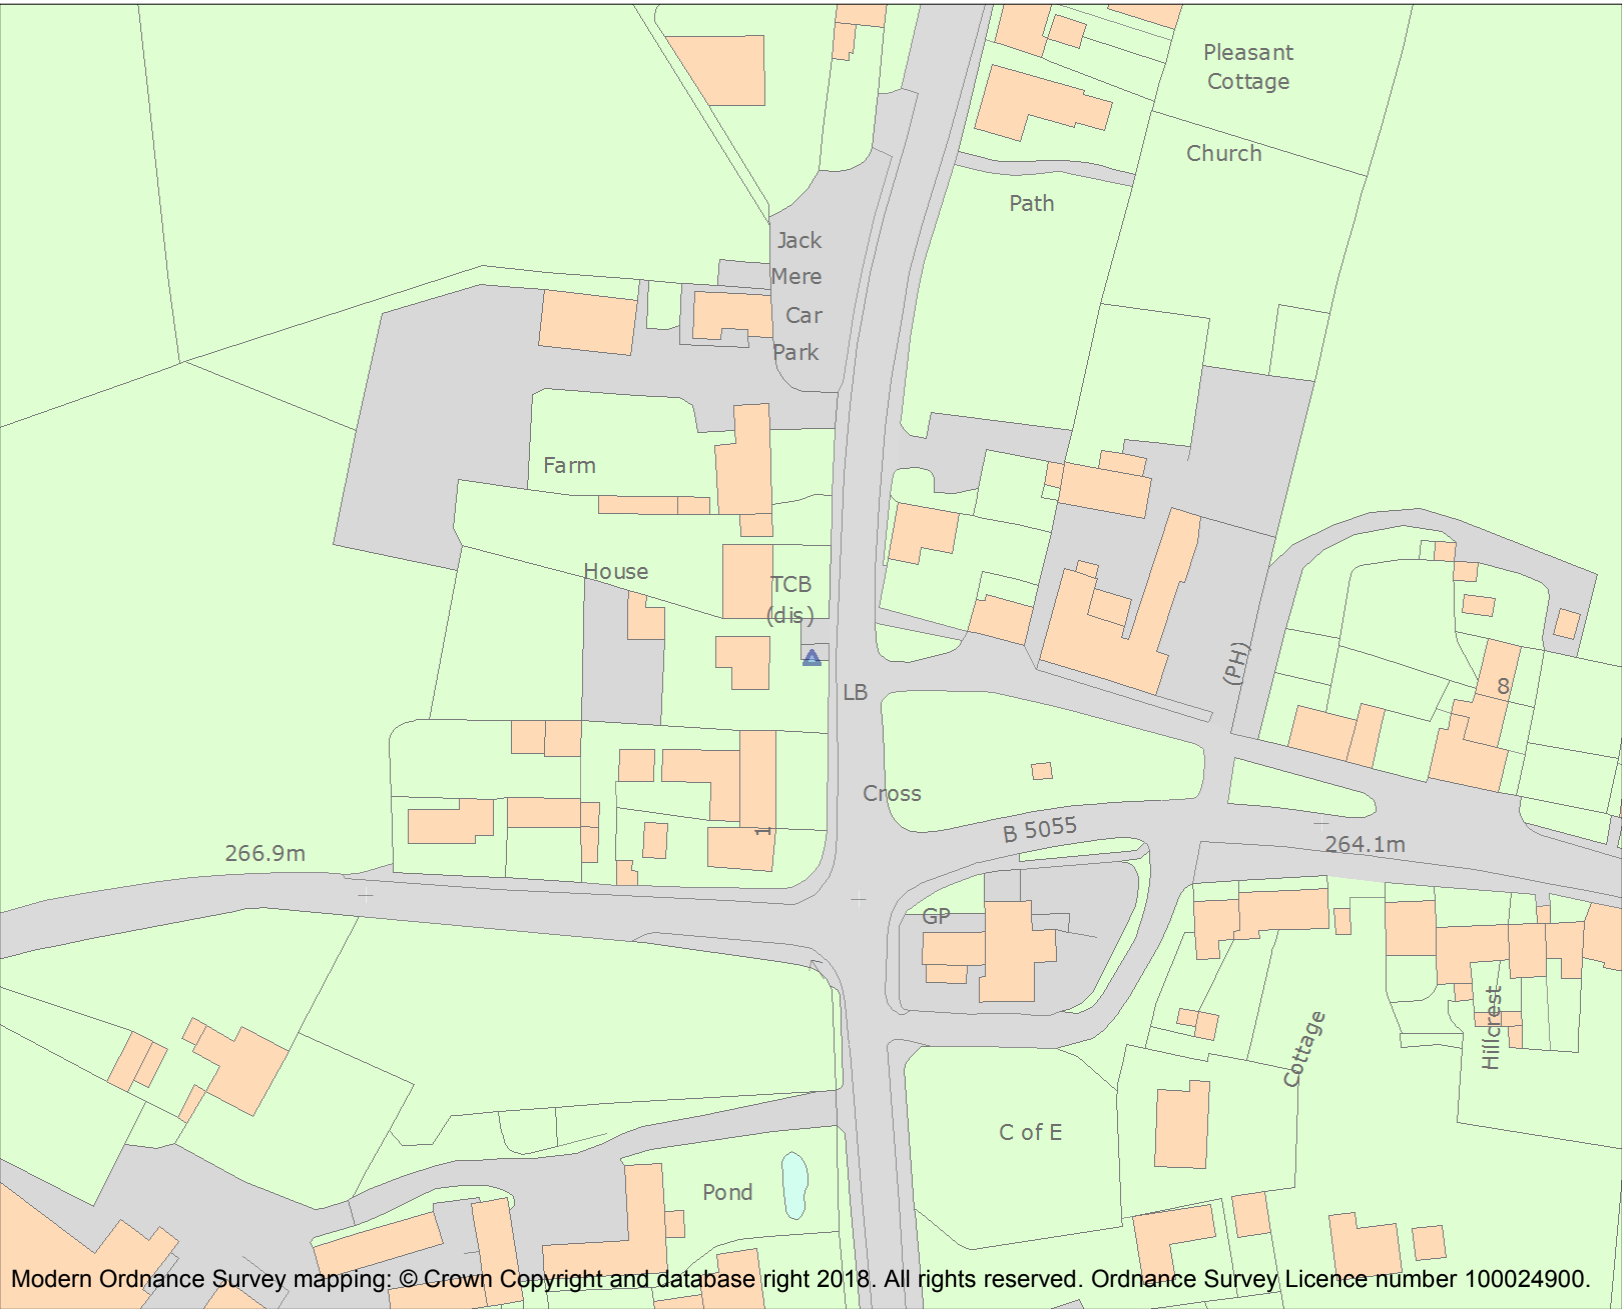 Pleasant
Cottage
Church
Path
Jack
Mere
Car
Park
Farm
House
TCB
(dis)
(PH)
8
LB
Cross
B 5055
1
266.9m
264.1m
GP
Hillcrest
Cottage
C of E
Pond
Modern Ordnance Survey mapping: © Crown Copyright and database right 2018. All rights reserved. Ordnance Survey Licence number 100024900.